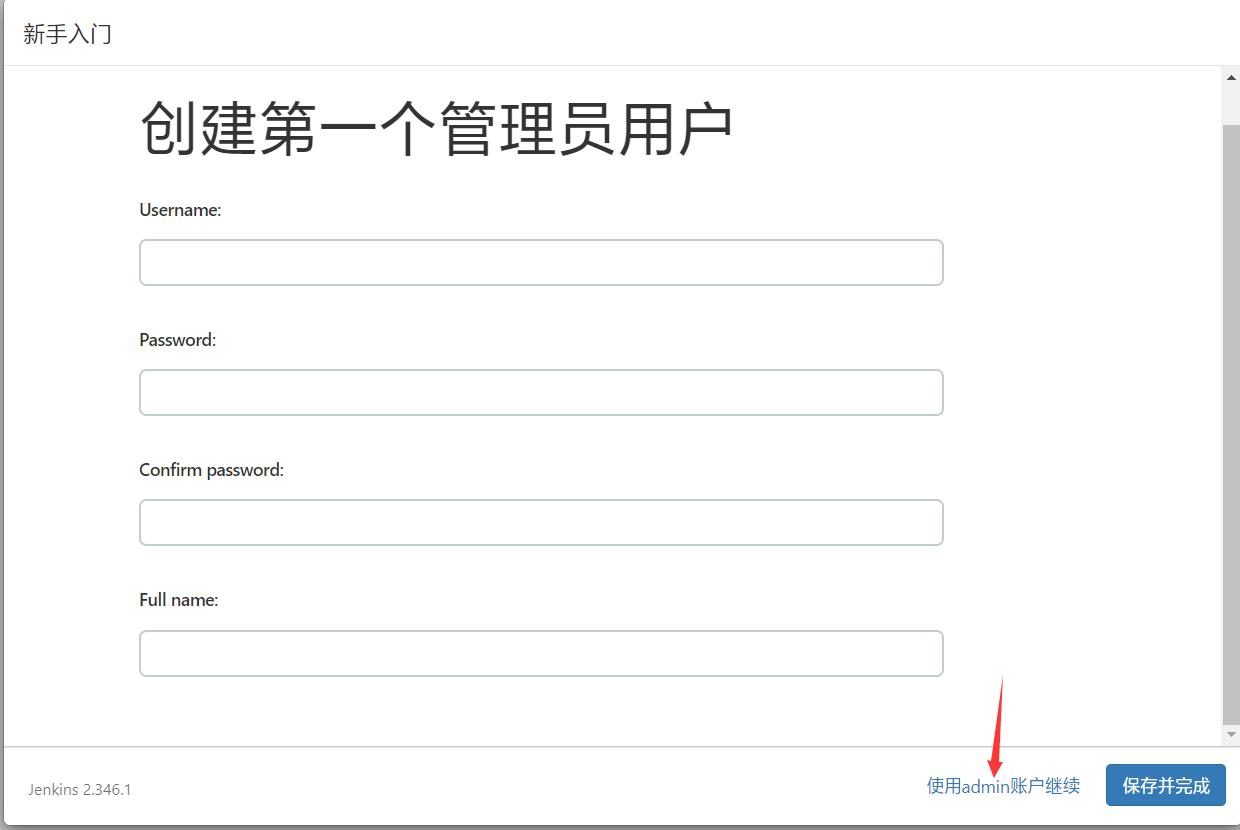 新手入门
创建第一个管理员用户
Username:
Password:
Confirm password:
Full name:
Jenkins 2.346.1
使用admin账户继续
保存并完成